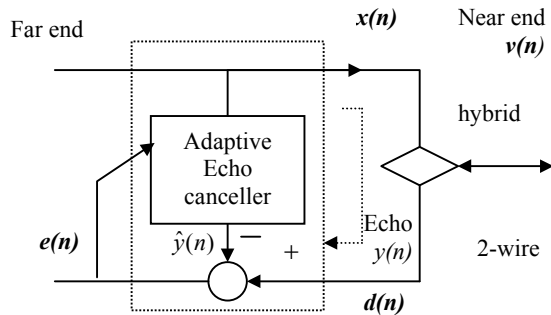 Far end
x(n)
Near end
v(n)
hybrid
Adaptive
Echo
canceller
e(n)
ŷ(n)
−
+
Echo
y(n)
2-wire
d(n)